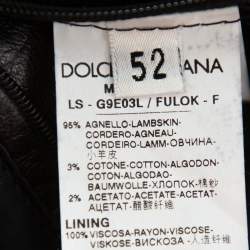 52
DOLCE ANA
M
LS - G9E03L / FULOK - F
95% AGNELLO-LAMBSKIN-
CORDERO-AGNEAU-
CORDEIRO-LAMM-ОВЧИНА-
小羊皮
3% COTONE-COTTON-ALGODON-
COTON-ALGODAO-
BAUMWOLLE-ХЛОПОК-棉紗
2% ACETATO-ACETATE-ACETAT-
АЦЕТАТ-醋酸纤维
LINING
100% VISCOSA-RAYON-VISCOSE-
VISKOSE-ВИСКОЗА-人造纤维